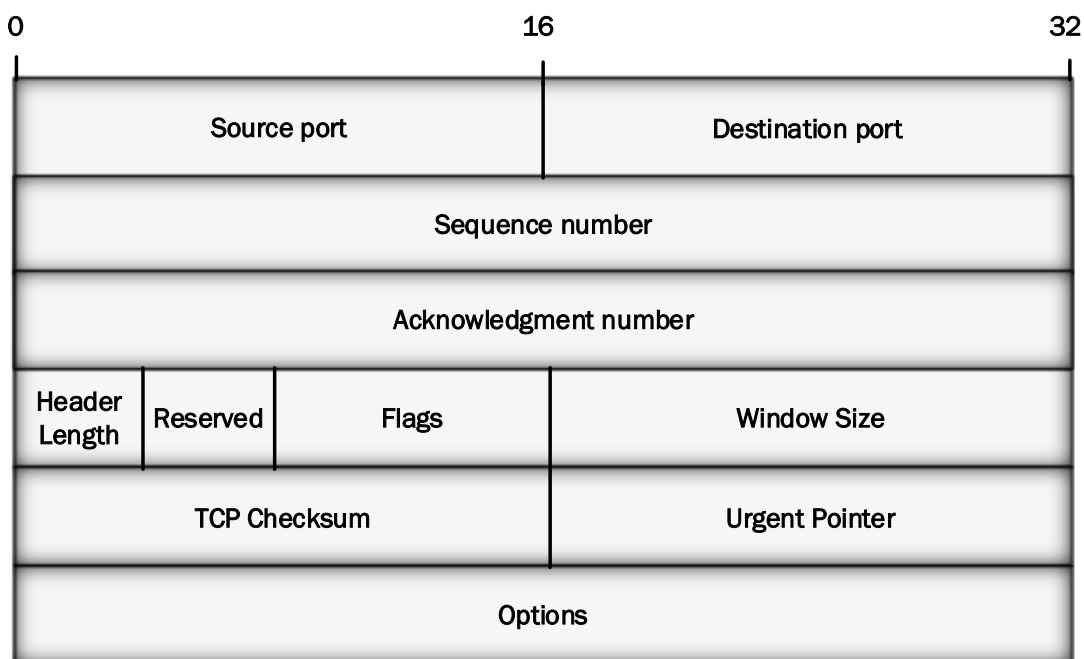 0 16 32
Source port Destination port
Sequence number
Acknowledgment number
Header
Length Reserved Flags Window Size
TCP Checksum Urgent Pointer
Options